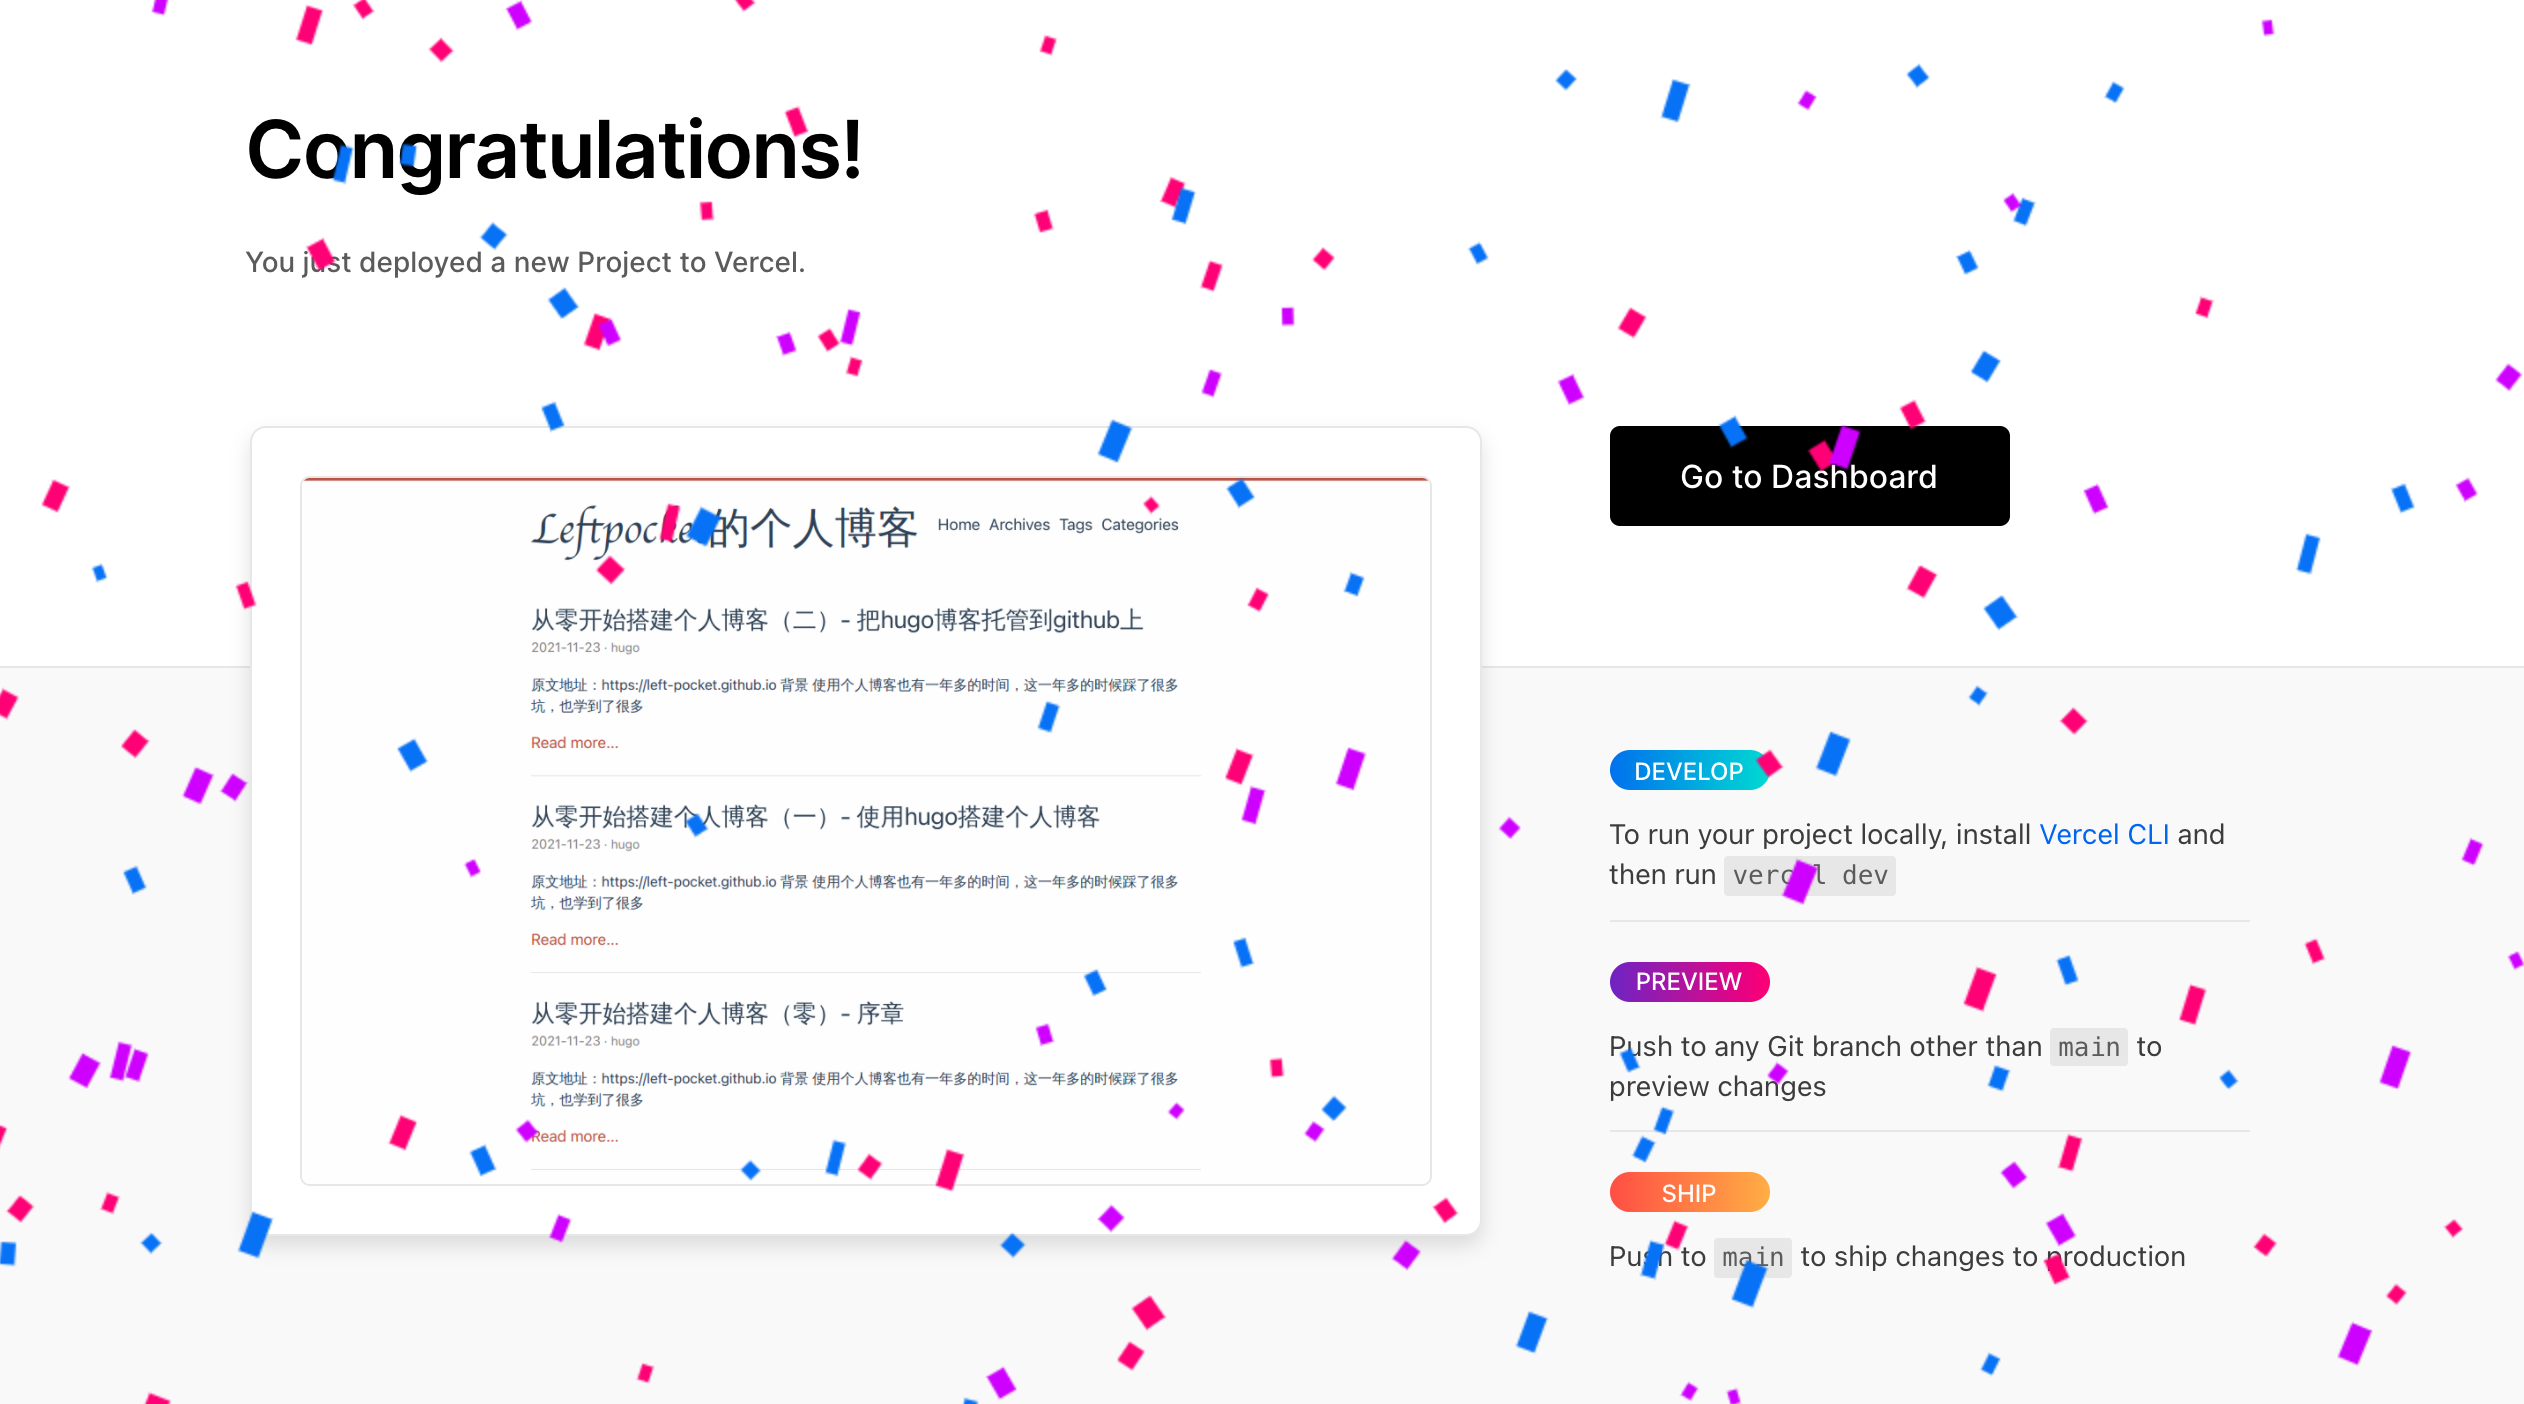 Congratulations!
You just deployed a new Project to Vercel.
Go to Dashboard
Leftpocket的个人博客
Home Archives Tags Categories
从零开始搭建个人博客（二）- 把hugo博客托管到github上
2021-11-23 · hugo
原文地址：https://left-pocket.github.io 背景 使用个人博客也有一年多的时间，这一年多的时候踩了很多
坑，也学到了很多
Read more...
从零开始搭建个人博客（一）- 使用hugo搭建个人博客
2021-11-23 · hugo
原文地址：https://left-pocket.github.io 背景 使用个人博客也有一年多的时间，这一年多的时候踩了很多
坑，也学到了很多
Read more...
从零开始搭建个人博客（零）- 序章
2021-11-23 · hugo
原文地址：https://left-pocket.github.io 背景 使用个人博客也有一年多的时间，这一年多的时候踩了很多
坑，也学到了很多
Read more...
DEVELOP
To run your project locally, install Vercel CLI and
then run vercel dev
PREVIEW
Push to any Git branch other than main to
preview changes
SHIP
Push to main to ship changes to production